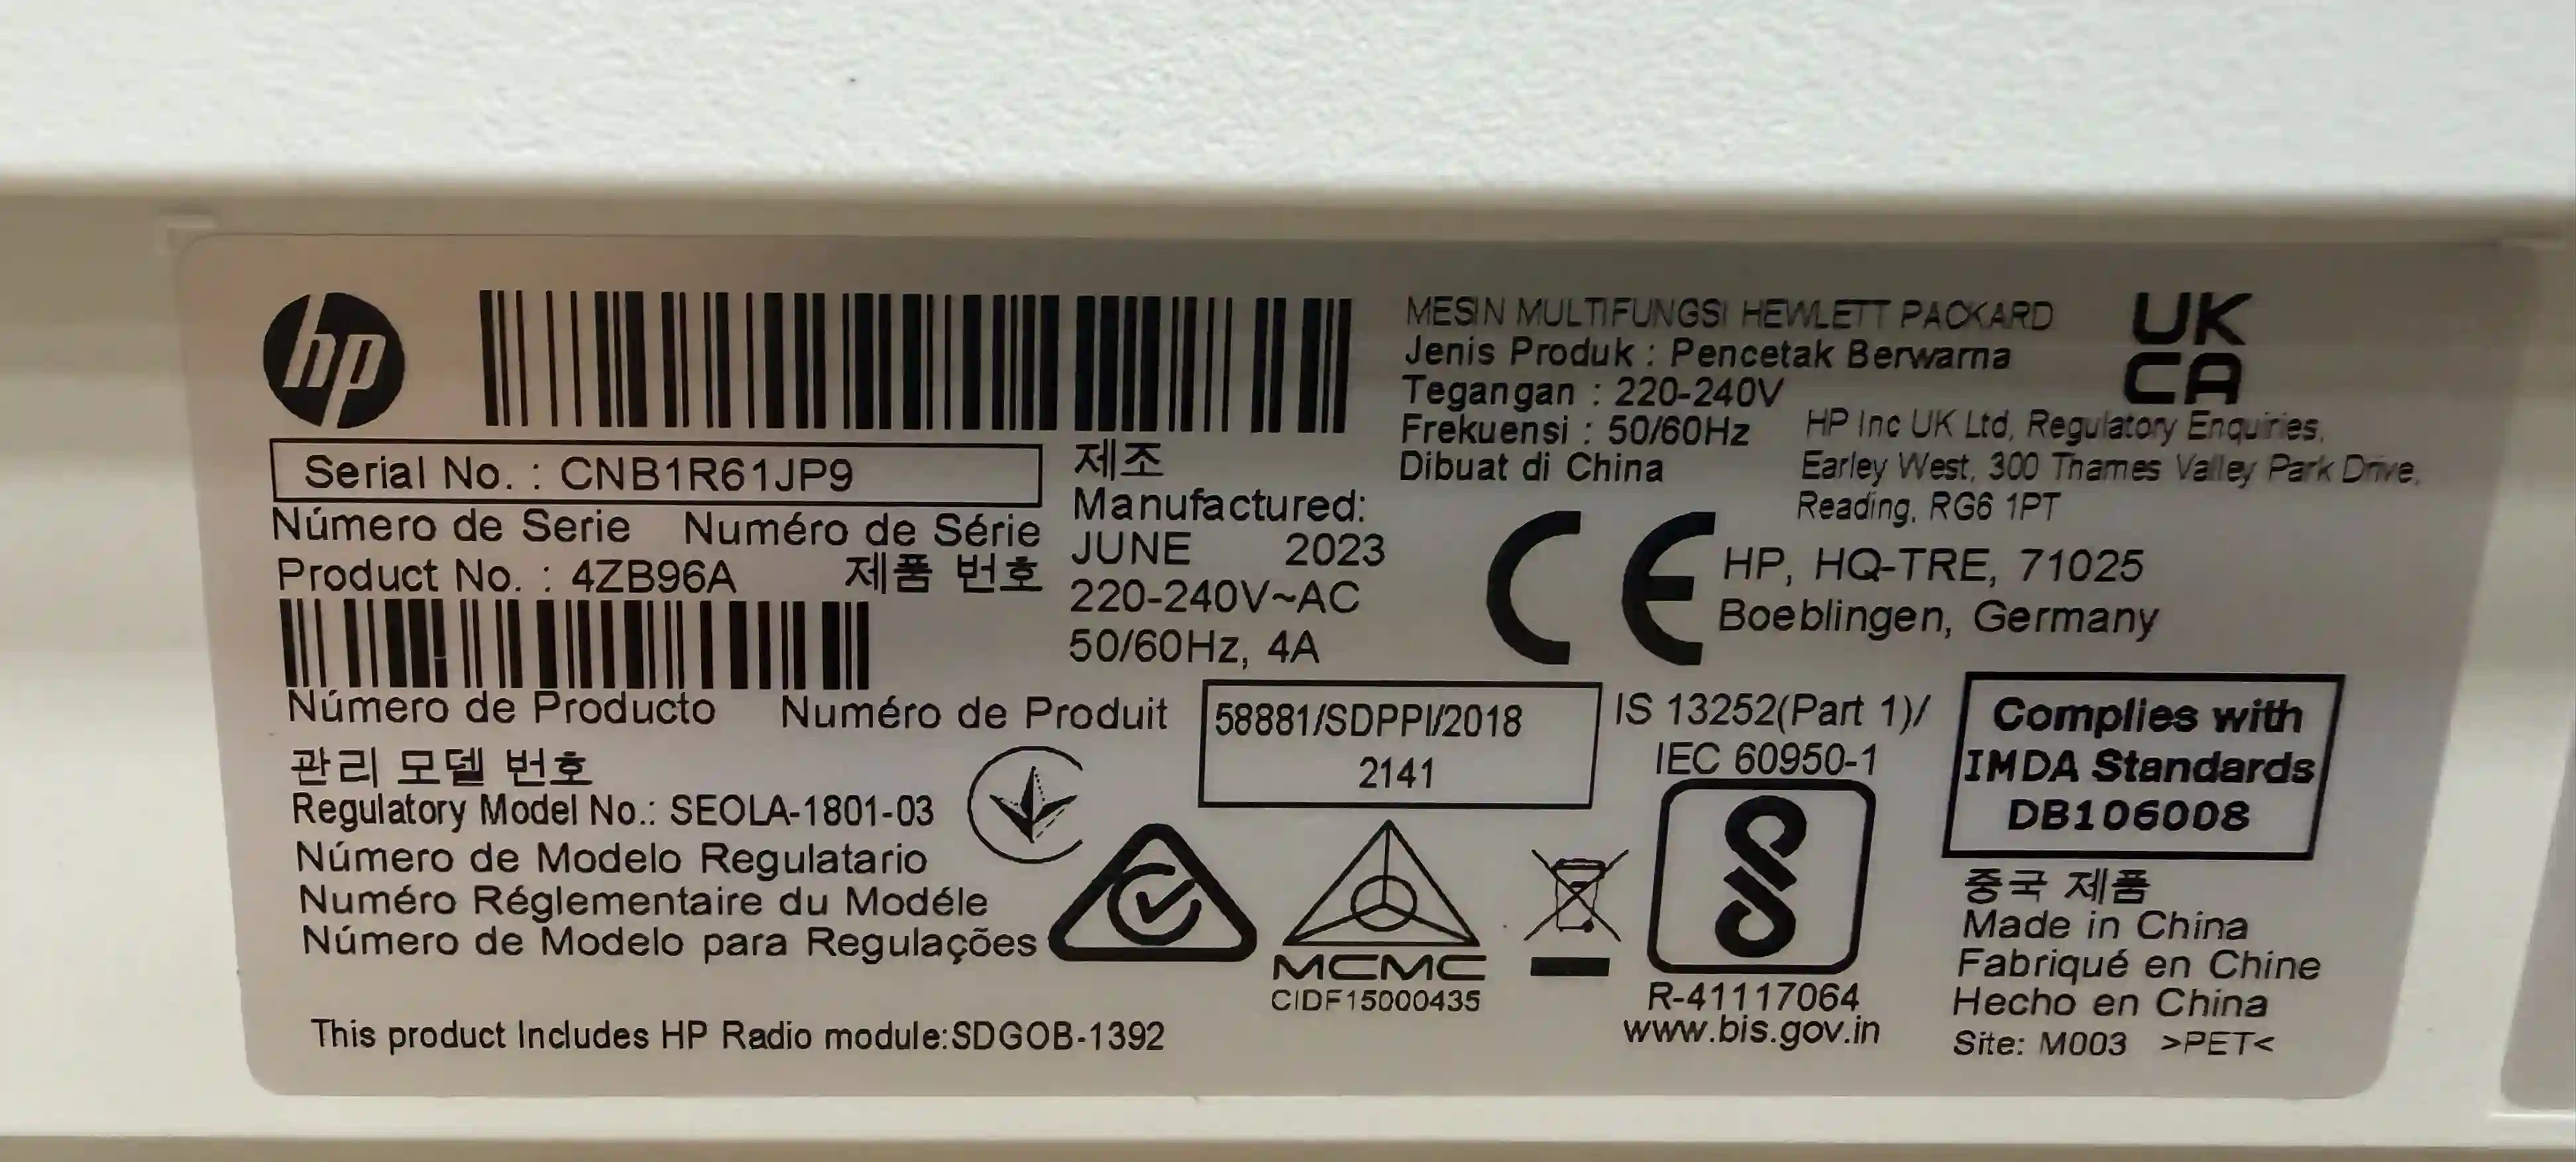 hp
Serial No. : CNB1R61JP9
Número de Serie Numéro de Série
Product No. : 4ZB96A 제품 번호
Número de Producto Numéro de Produit
관리 모델 번호
Regulatory Model No.: SEOLA-1801-03
Número de Modelo Regulatario
Numéro Réglementaire du Modéle
Número de Modelo para Regulações
This product Includes HP Radio module:SDGOB-1392
제조
Manufactured:
JUNE 2023
220-240V~AC
50/60Hz, 4A
MESIN MULTIFUNGSI HEWLETT PACKARD
Jenis Produk : Pencetak Berwarna
Tegangan : 220-240V
Frekuensi : 50/60Hz
Dibuat di China
UK
CA
HP Inc UK Ltd, Regulatory Enquiries,
Earley West, 300 Thames Valley Park Drive,
Reading, RG6 1PT
CE
HP, HQ-TRE, 71025
Boeblingen, Germany
58881/SDPPI/2018
2141
IS 13252(Part 1)/
IEC 60950-1
Complies with
IMDA Standards
DB106008
MCMC
CIDF15000435
R-41117064
www.bis.gov.in
중국 제품
Made in China
Fabriqué en Chine
Hecho en China
Site: M003 >PET<